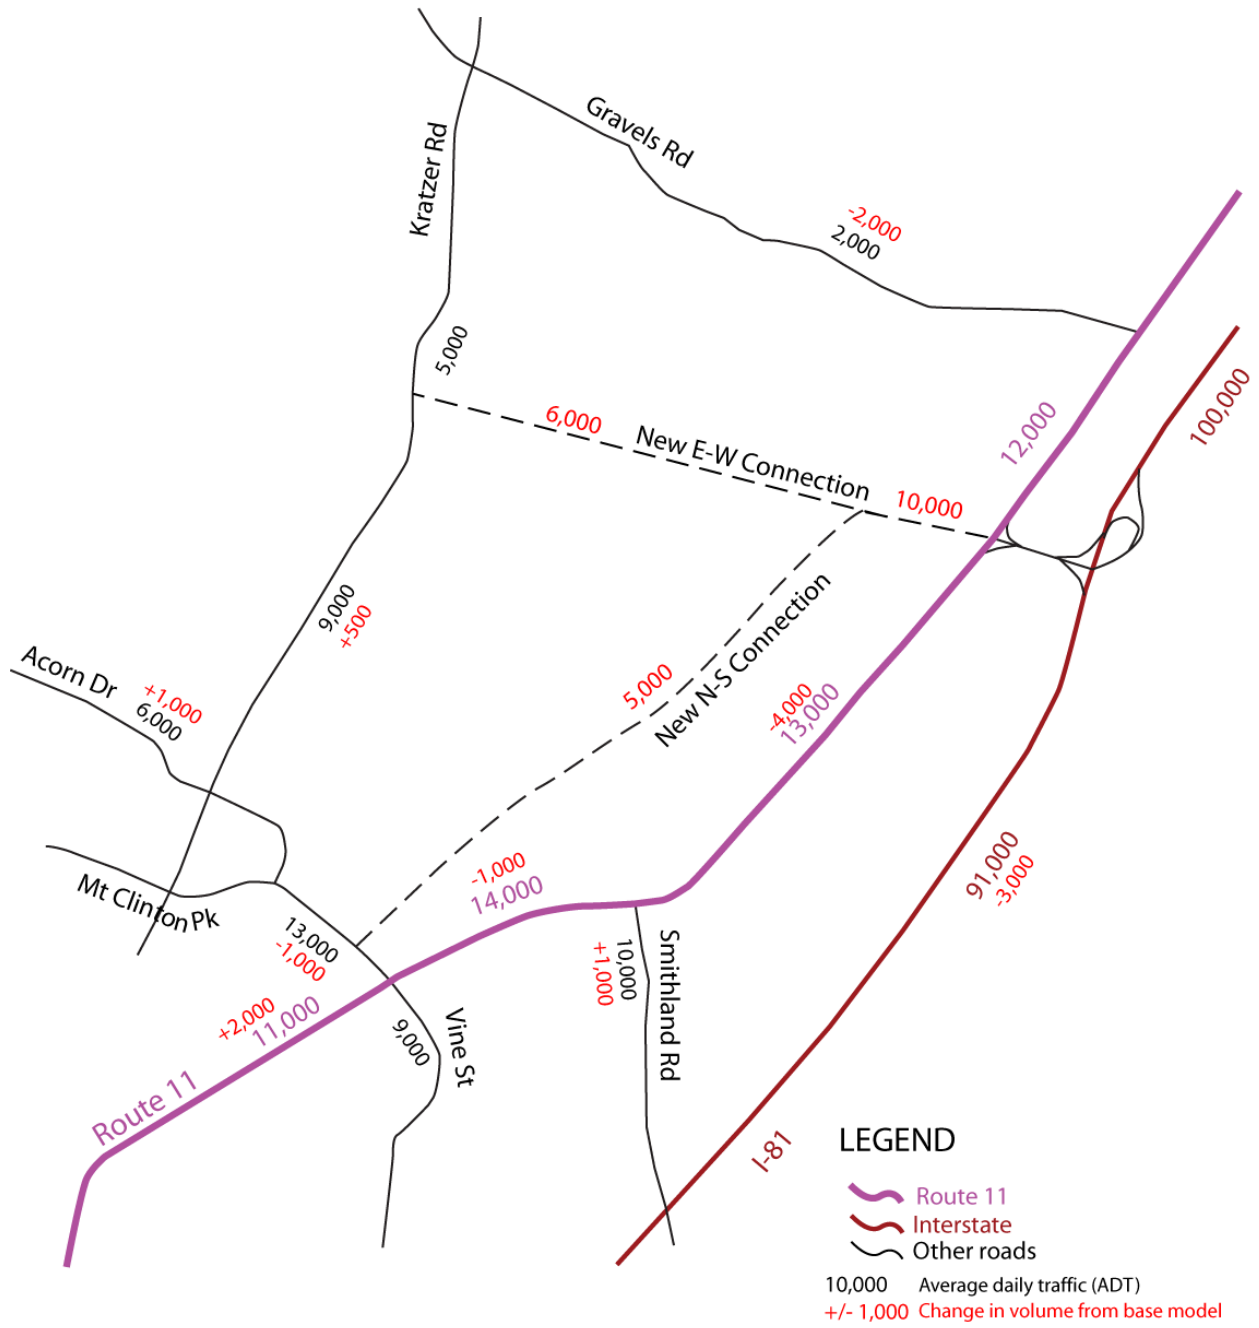 Gravels Rd
Kratzer Rd
-2,000
2,000
5,000
100,000
12,000
6,000
New E-W Connection
10,000
9,000
+500
New N-S Connection
5,000
Acorn Dr
+1,000
6,000
-4,000
13,000
91,000
-3,000
-1,000
14,000
Mt Clinton Pk
13,000
-1,000
10,000
+1,000
Smithland Rd
+2,000
11,000
9,000
Vine St
Route 11
I-81
LEGEND
Route 11
Interstate
Other roads
10,000 Average daily traffic (ADT)
+/- 1,000 Change in volume from base model